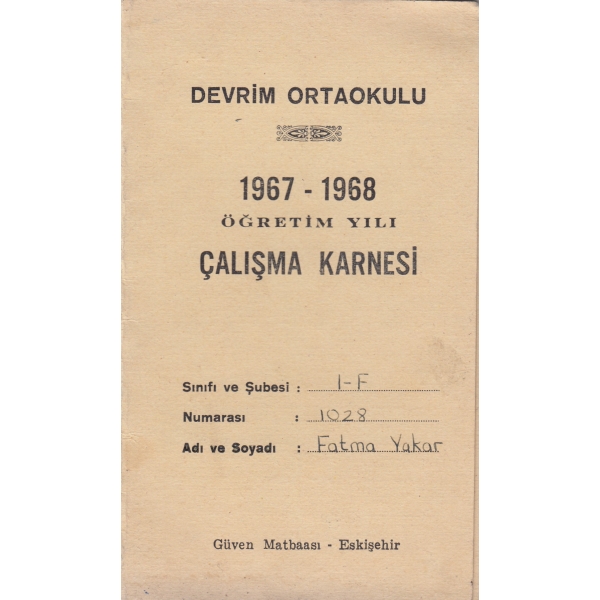 DEVRİM ORTAOKULU
1967 - 1968
ÖĞRETİM YILI
ÇALIŞMA KARNESİ
Sınıfı ve Şubesi : I-F
Numarası : 1028
Adı ve Soyadı : Fatma Yakar
Güven Matbaası - Eskişehir